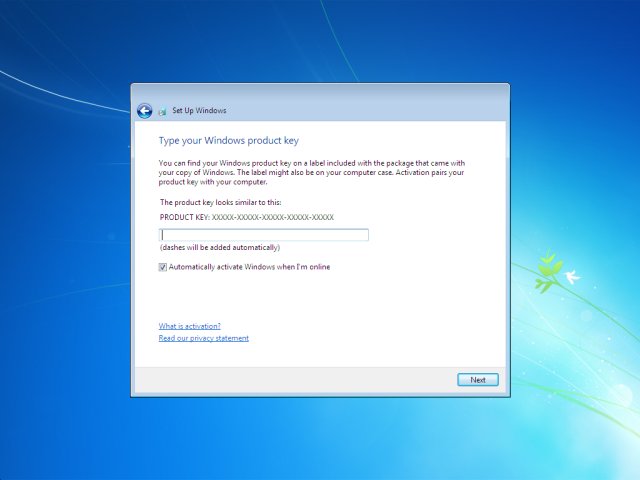 Set Up Windows
Type your Windows product key
You can find your Windows product key on a label included with the package that came with
your copy of Windows. The label might also be on your computer case. Activation pairs your
product key with your computer.
The product key looks similar to this:
PRODUCT KEY: XXXXX-XXXXX-XXXXX-XXXXX-XXXXX
(dashes will be added automatically)
Automatically activate Windows when I'm online
What is activation?
Read our privacy statement
Next